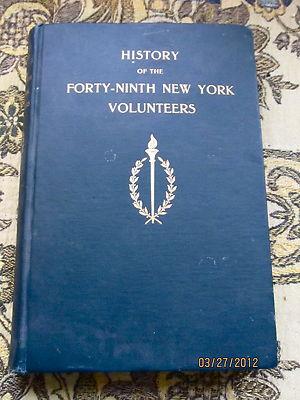 HISTORY
OF THE
FORTY-NINTH NEW YORK
VOLUNTEERS
03/27/2012